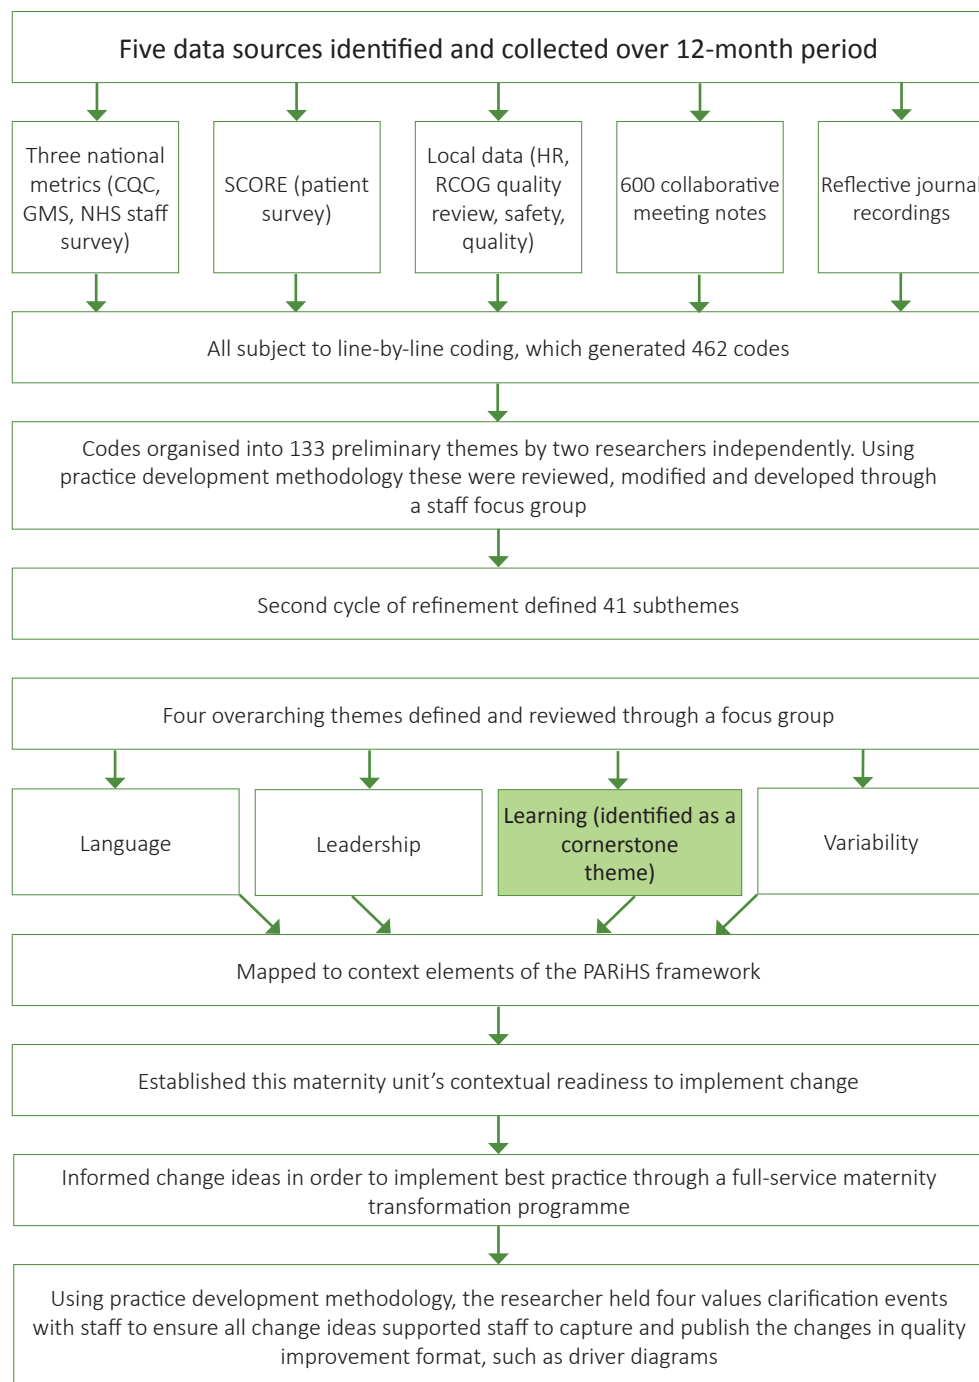 Five data sources identified and collected over 12-month period
Three national
metrics (CQC,
GMS, NHS staff
survey)
SCORE (patient
survey)
Local data (HR,
RCOG quality
review, safety,
quality)
600 collaborative
meeting notes
Reflective journal
recordings
All subject to line-by-line coding, which generated 462 codes
Codes organised into 133 preliminary themes by two researchers independently. Using
practice development methodology these were reviewed, modified and developed through
a staff focus group
Second cycle of refinement defined 41 subthemes
Four overarching themes defined and reviewed through a focus group
Language
Leadership
Learning (identified as a
cornerstone
theme)
Variability
Mapped to context elements of the PARiHS framework
Established this maternity unit’s contextual readiness to implement change
Informed change ideas in order to implement best practice through a full-service maternity
transformation programme
Using practice development methodology, the researcher held four values clarification events
with staff to ensure all change ideas supported staff to capture and publish the changes in quality
improvement format, such as driver diagrams